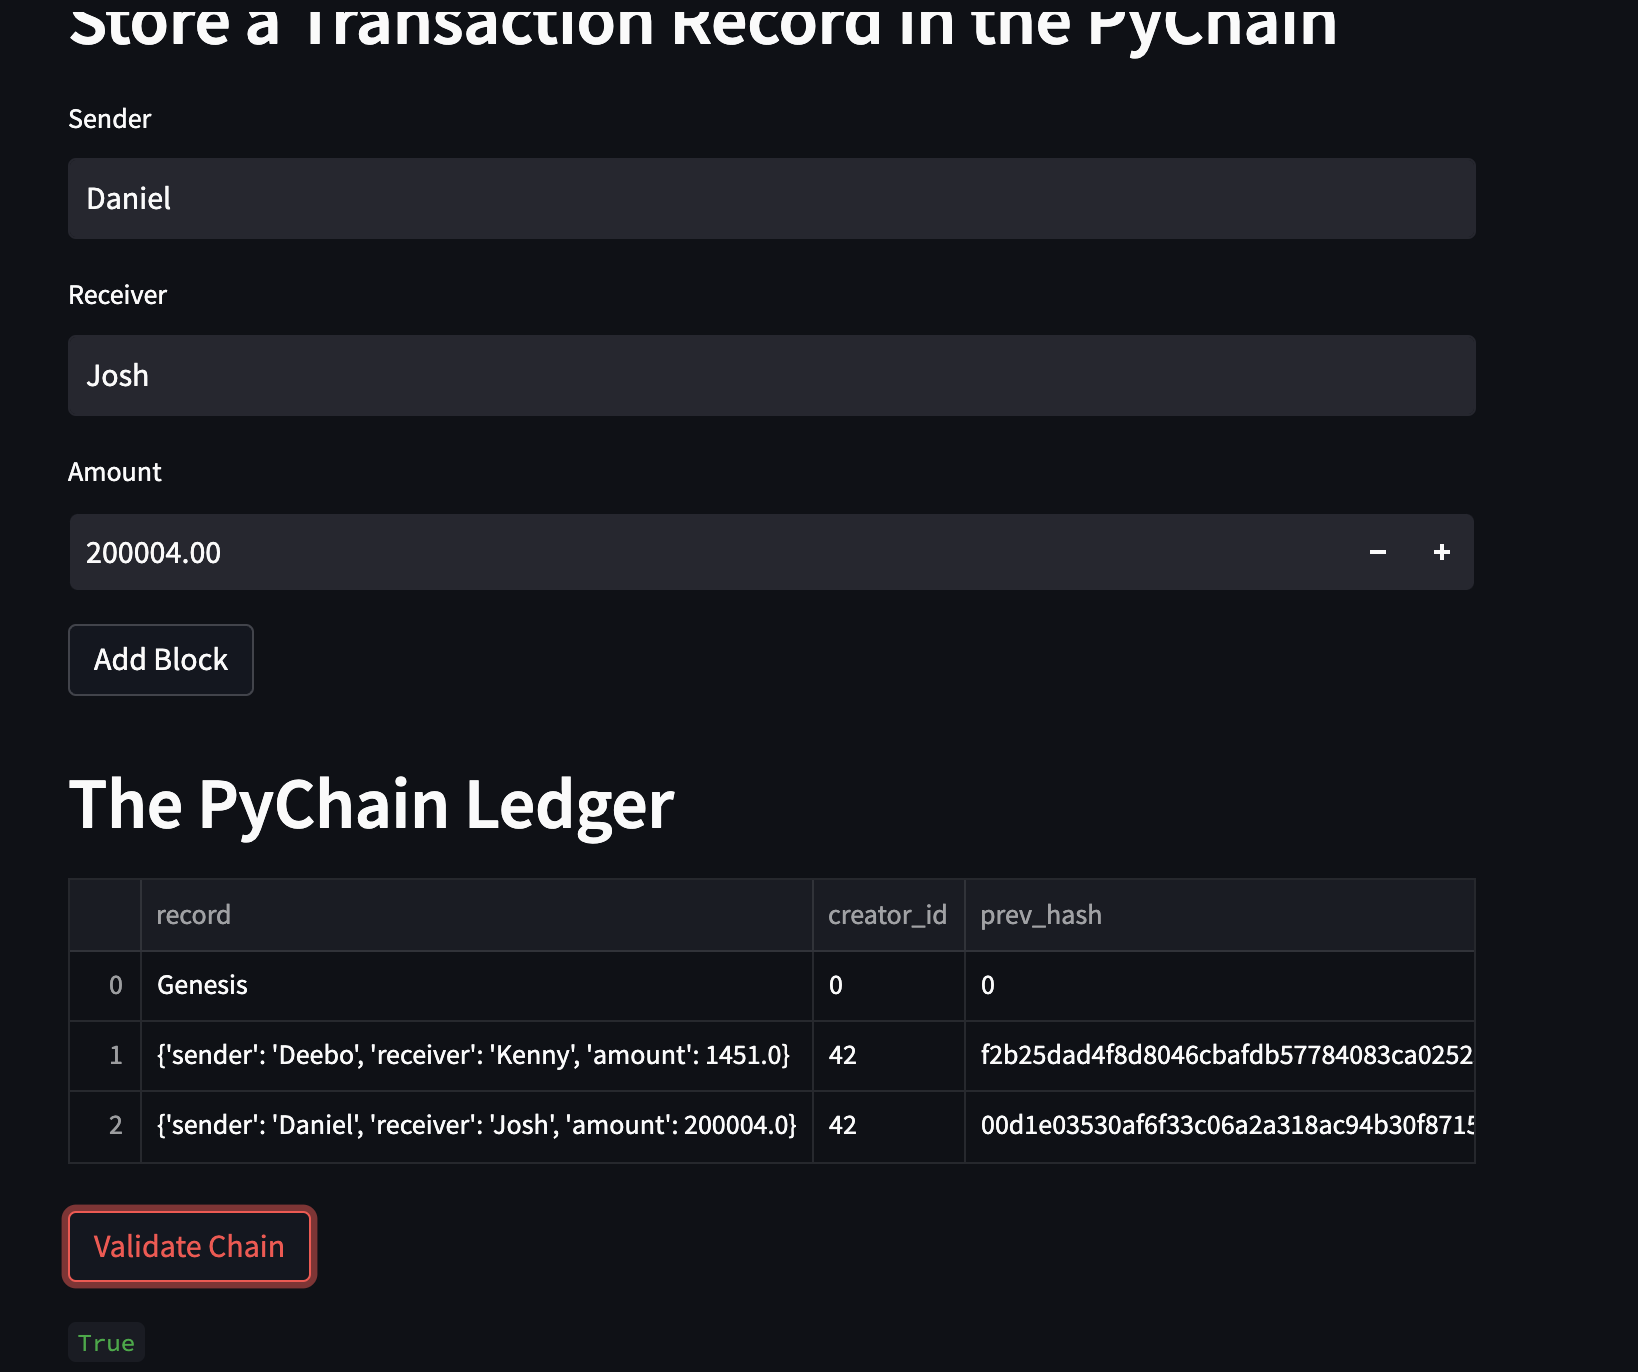 Store a Transaction Record in the PyChain
Sender
Daniel
Receiver
Josh
Amount
200004.00
Add Block
The PyChain Ledger
record creator_id prev_hash
0 Genesis 0 0
1 {'sender': 'Deebo', 'receiver': 'Kenny', 'amount': 1451.0} 42 f2b25dad4f8d8046cbafdb57784083ca0252
2 {'sender': 'Daniel', 'receiver': 'Josh', 'amount': 200004.0} 42 00d1e03530af6f33c06a2a318ac94b30f8715
Validate Chain
True